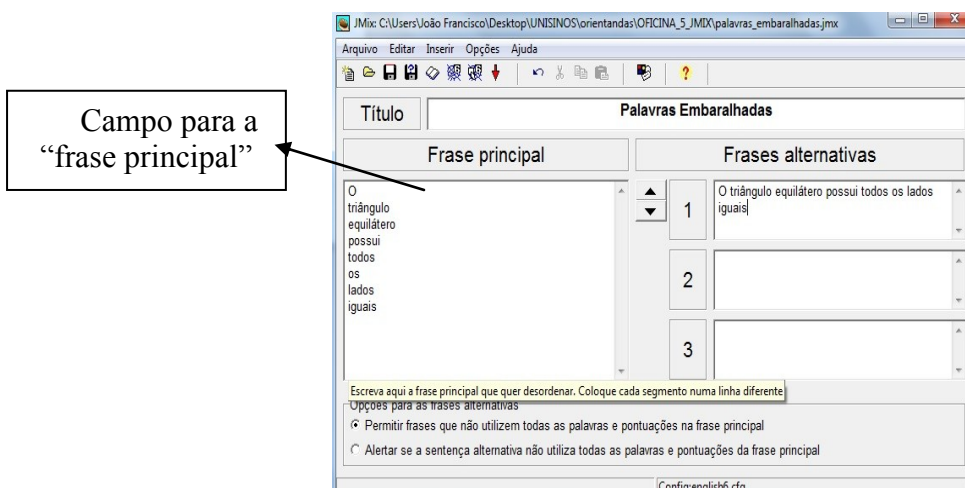 JMix: C:\Users\João Francisco\Desktop\UNISINOS\orientandas\OFICINA_5_JMIX\palavras_embaralhadas.jmx
Arquivo Editar Inserir Opções Ajuda
Campo para a
“frase principal”
Título
Palavras Embaralhadas
Frase principal
Frases alternativas
O
triângulo
equilátero
possui
todos
os
lados
iguais
1
O triângulo equilátero possui todos os lados
iguais
2
3
Escreva aqui a frase principal que quer desordenar. Coloque cada segmento numa linha diferente
Opções para as frases alternativas
Permitir frases que não utilizem todas as palavras e pontuações na frase principal
Alertar se a sentença alternativa não utiliza todas as palavras e pontuações da frase principal
Config:english6.cfg